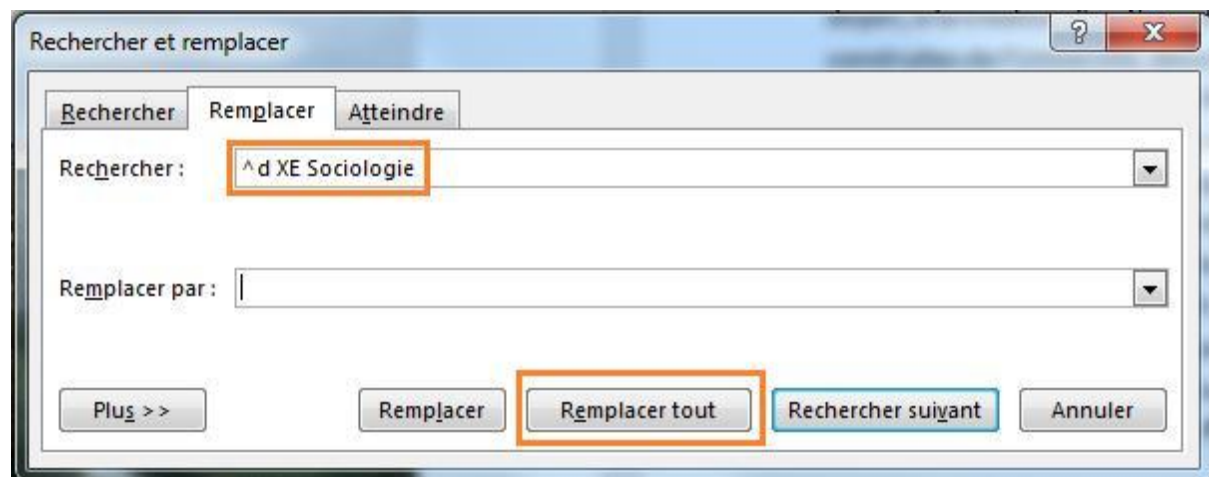 Rechercher et remplacer
?
Rechercher Remplacer Atteindre
Rechercher : ^d XE Sociologie
Remplacer par :
Plus >> Remplacer Remplacer tout Rechercher suivant Annuler